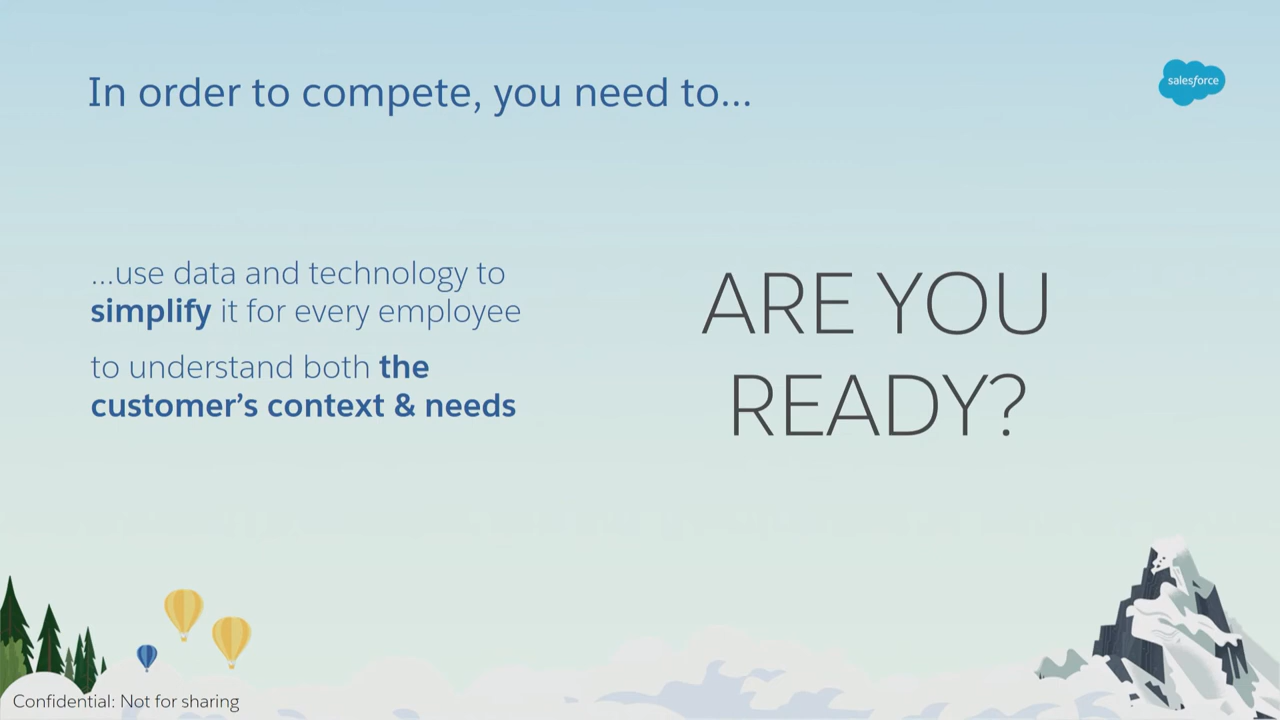 In order to compete, you need to...
salesforce
...use data and technology to
simplify it for every employee
to understand both the
customer’s context & needs
ARE YOU
READY?
Confidential: Not for sharing